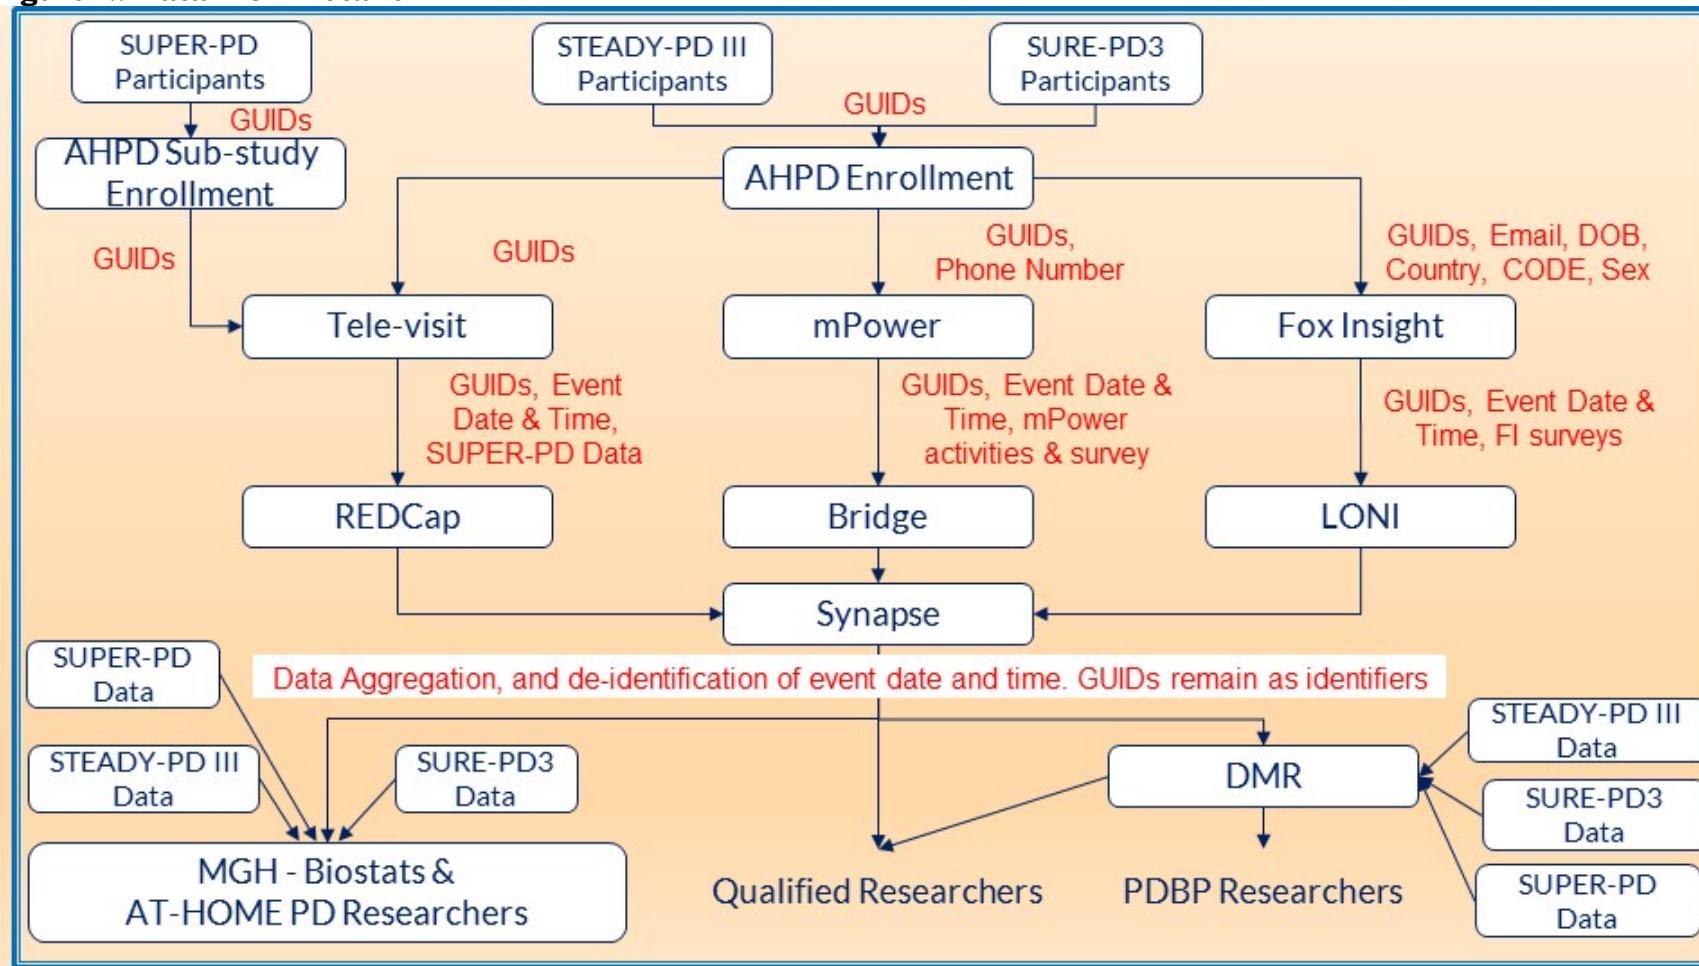 SUPER-PD
Participants
STEADY-PD III
Participants
SURE-PD3
Participants
GUIDs
GUIDs
AHPD Sub-study
Enrollment
AHPD Enrollment
GUIDs
GUIDs
GUIDs,
Phone Number
GUIDs, Email, DOB,
Country, CODE, Sex
Tele-visit
mPower
Fox Insight
GUIDs, Event
Date & Time,
SUPER-PD Data
GUIDs, Event Date &
Time, mPower
activities & survey
GUIDs, Event Date &
Time, FI surveys
REDCap
Bridge
LONI
Synapse
SUPER-PD
Data
Data Aggregation, and de-identification of event date and time. GUIDs remain as identifiers
STEADY-PD III
Data
SURE-PD3
Data
DMR
STEADY-PD III
Data
SURE-PD3
Data
SUPER-PD
Data
MGH - Biostats &
AT-HOME PD Researchers
Qualified Researchers
PDBP Researchers